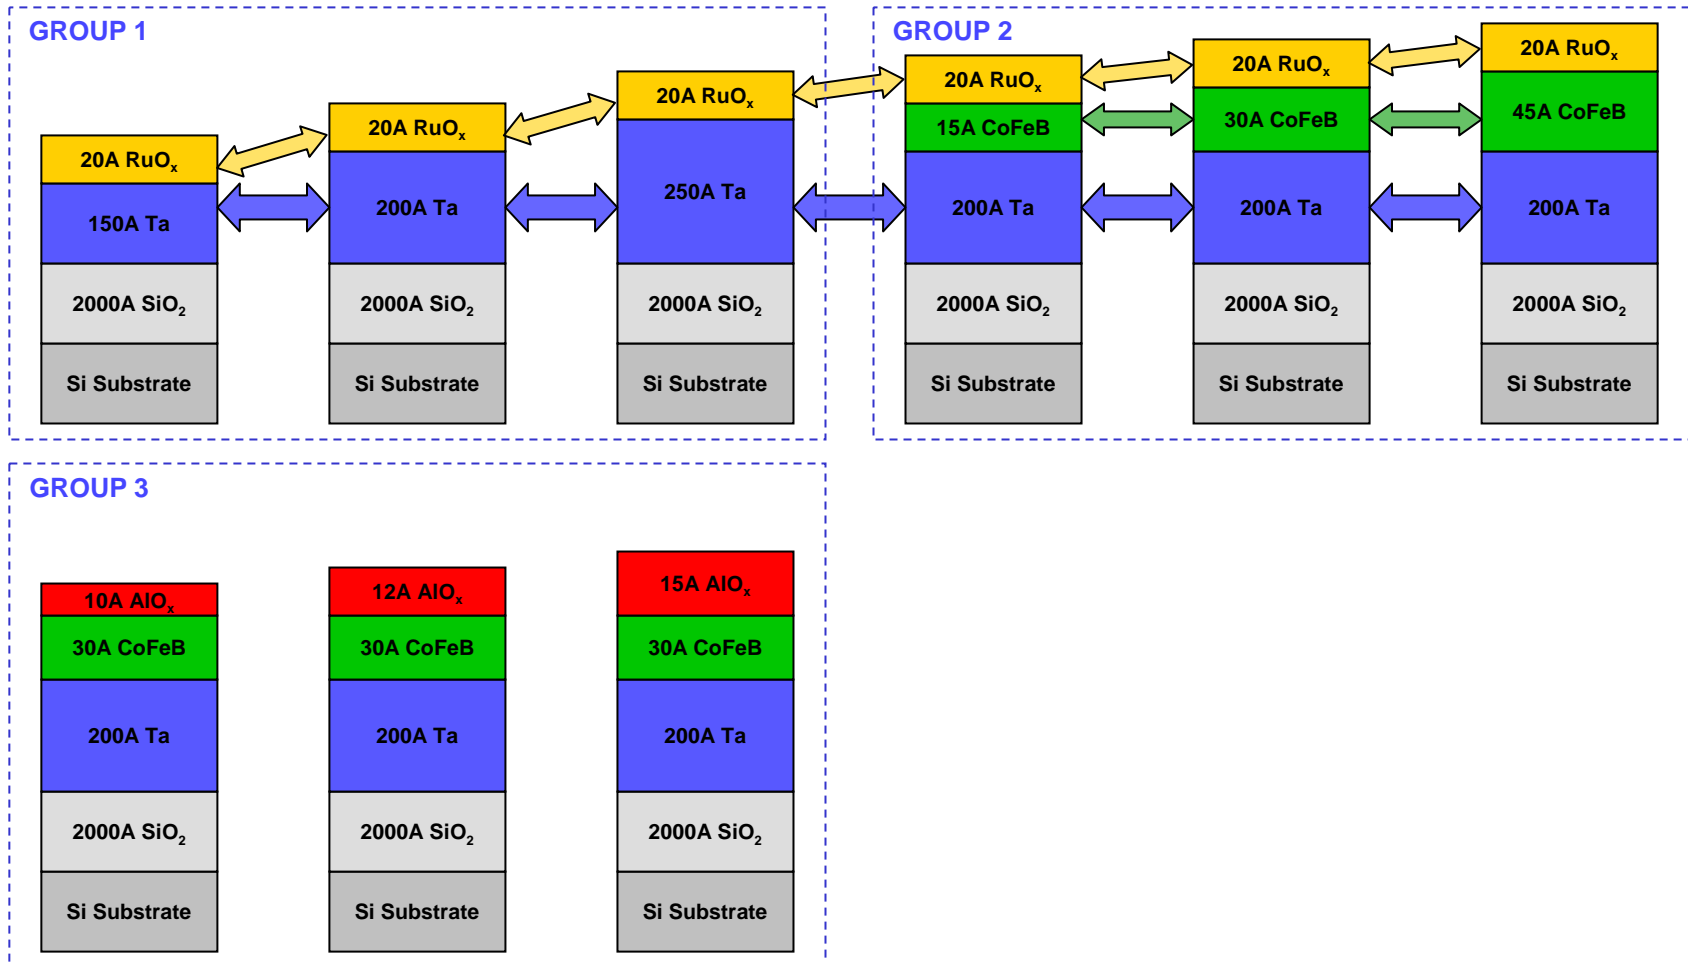 GROUP 1
20A RuOx
150A Ta
2000A SiO2
Si Substrate
20A RuOx
200A Ta
2000A SiO2
Si Substrate
20A RuOx
250A Ta
2000A SiO2
Si Substrate
GROUP 2
20A RuOx
15A CoFeB
200A Ta
2000A SiO2
Si Substrate
20A RuOx
30A CoFeB
200A Ta
2000A SiO2
Si Substrate
20A RuOx
45A CoFeB
200A Ta
2000A SiO2
Si Substrate
GROUP 3
10A AlOx
30A CoFeB
200A Ta
2000A SiO2
Si Substrate
12A AlOx
30A CoFeB
200A Ta
2000A SiO2
Si Substrate
15A AlOx
30A CoFeB
200A Ta
2000A SiO2
Si Substrate